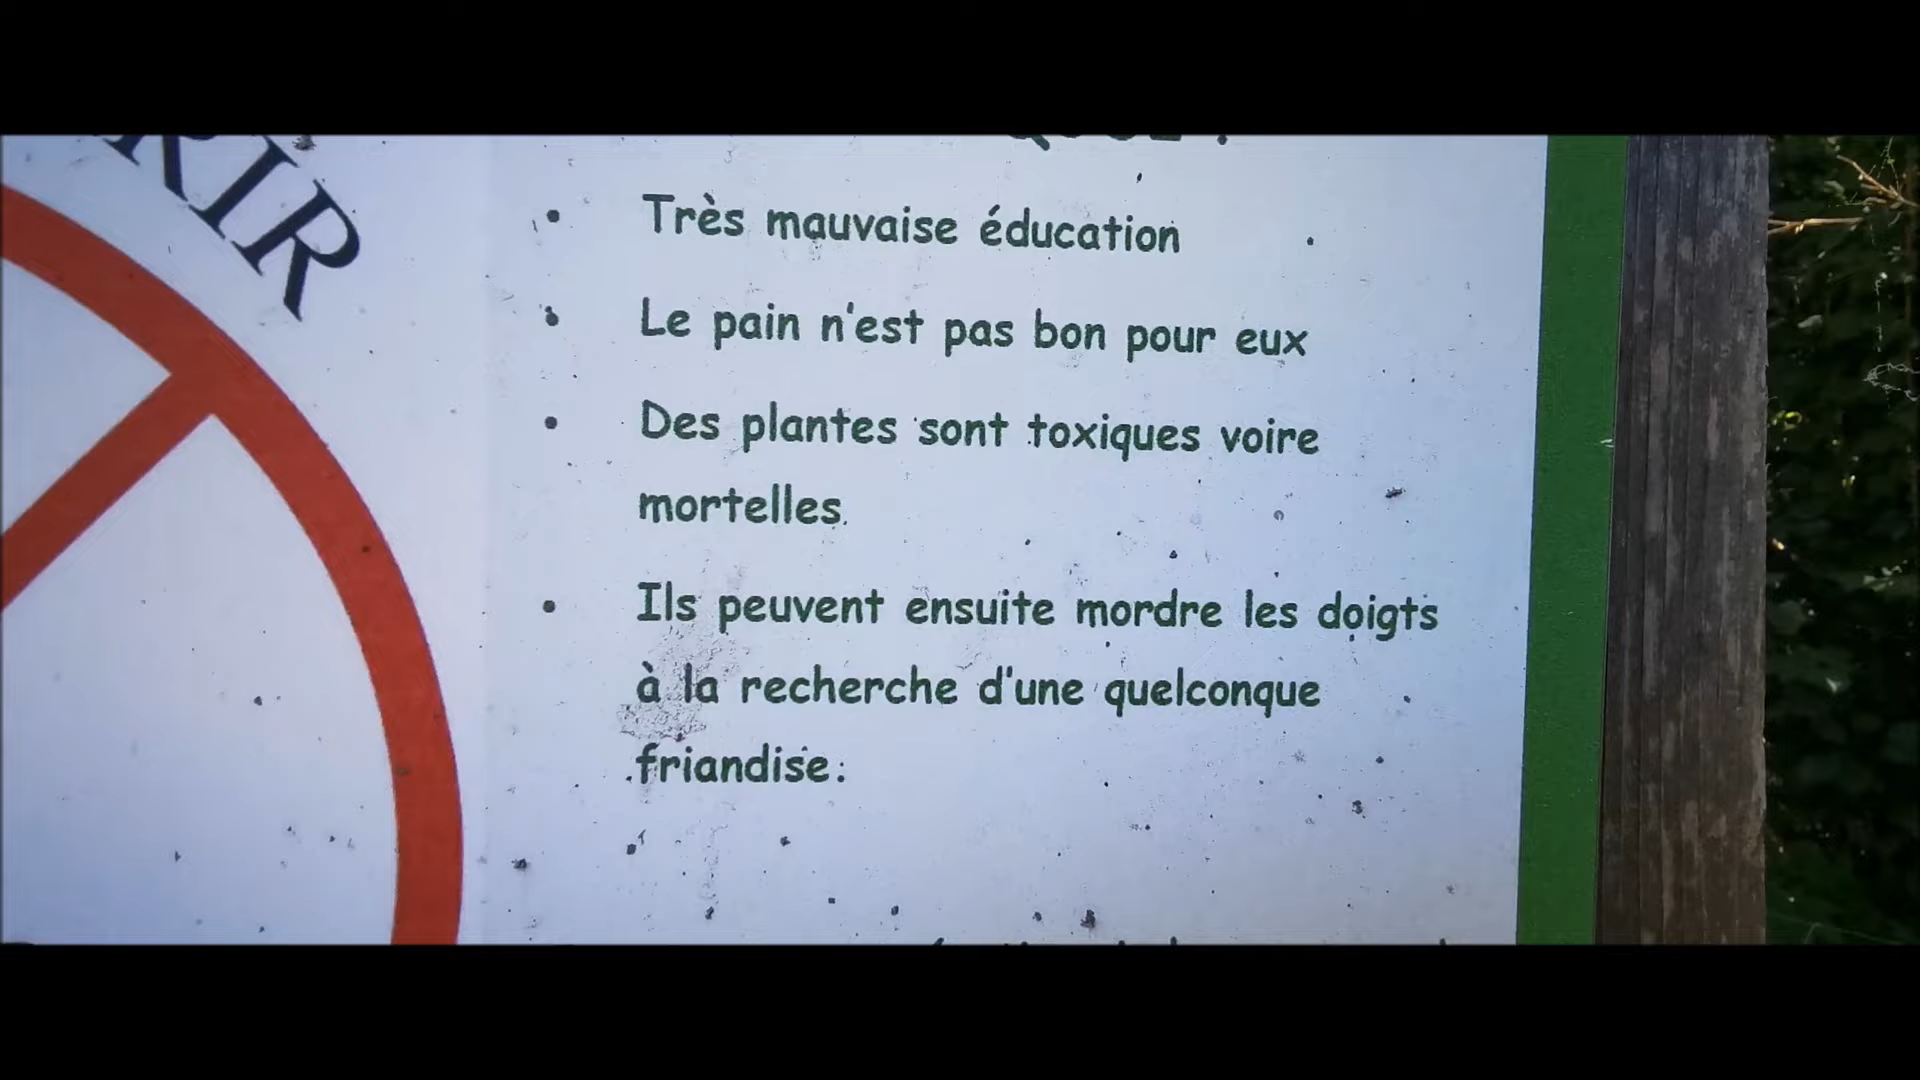 Très mauvaise éducation
Le pain n'est pas bon pour eux
Des plantes sont toxiques voire
mortelles.
Ils peuvent ensuite mordre les doigts
à la recherche d'une quelconque
friandise.